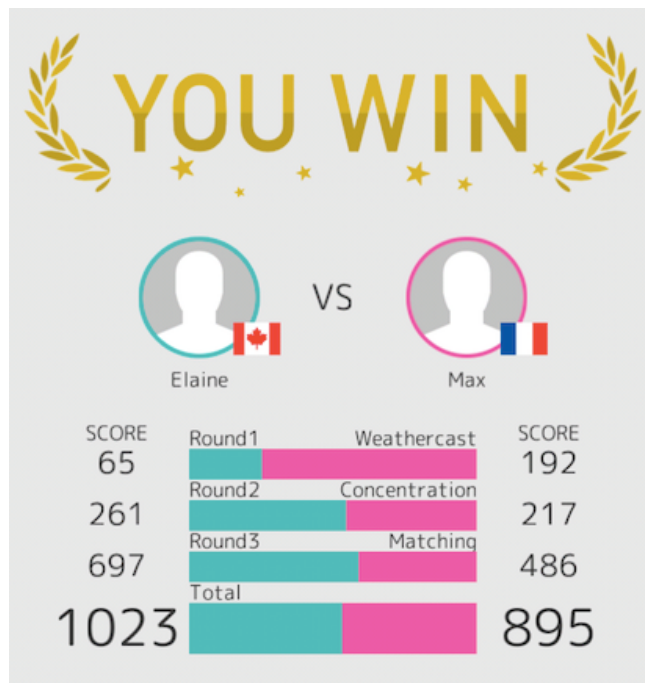 YOU WIN
VS
Elaine Max
SCORE Round1 Weathercast SCORE
65 192
Round2 Concentration
261 217
Round3 Matching
697 486
Total
1023 895